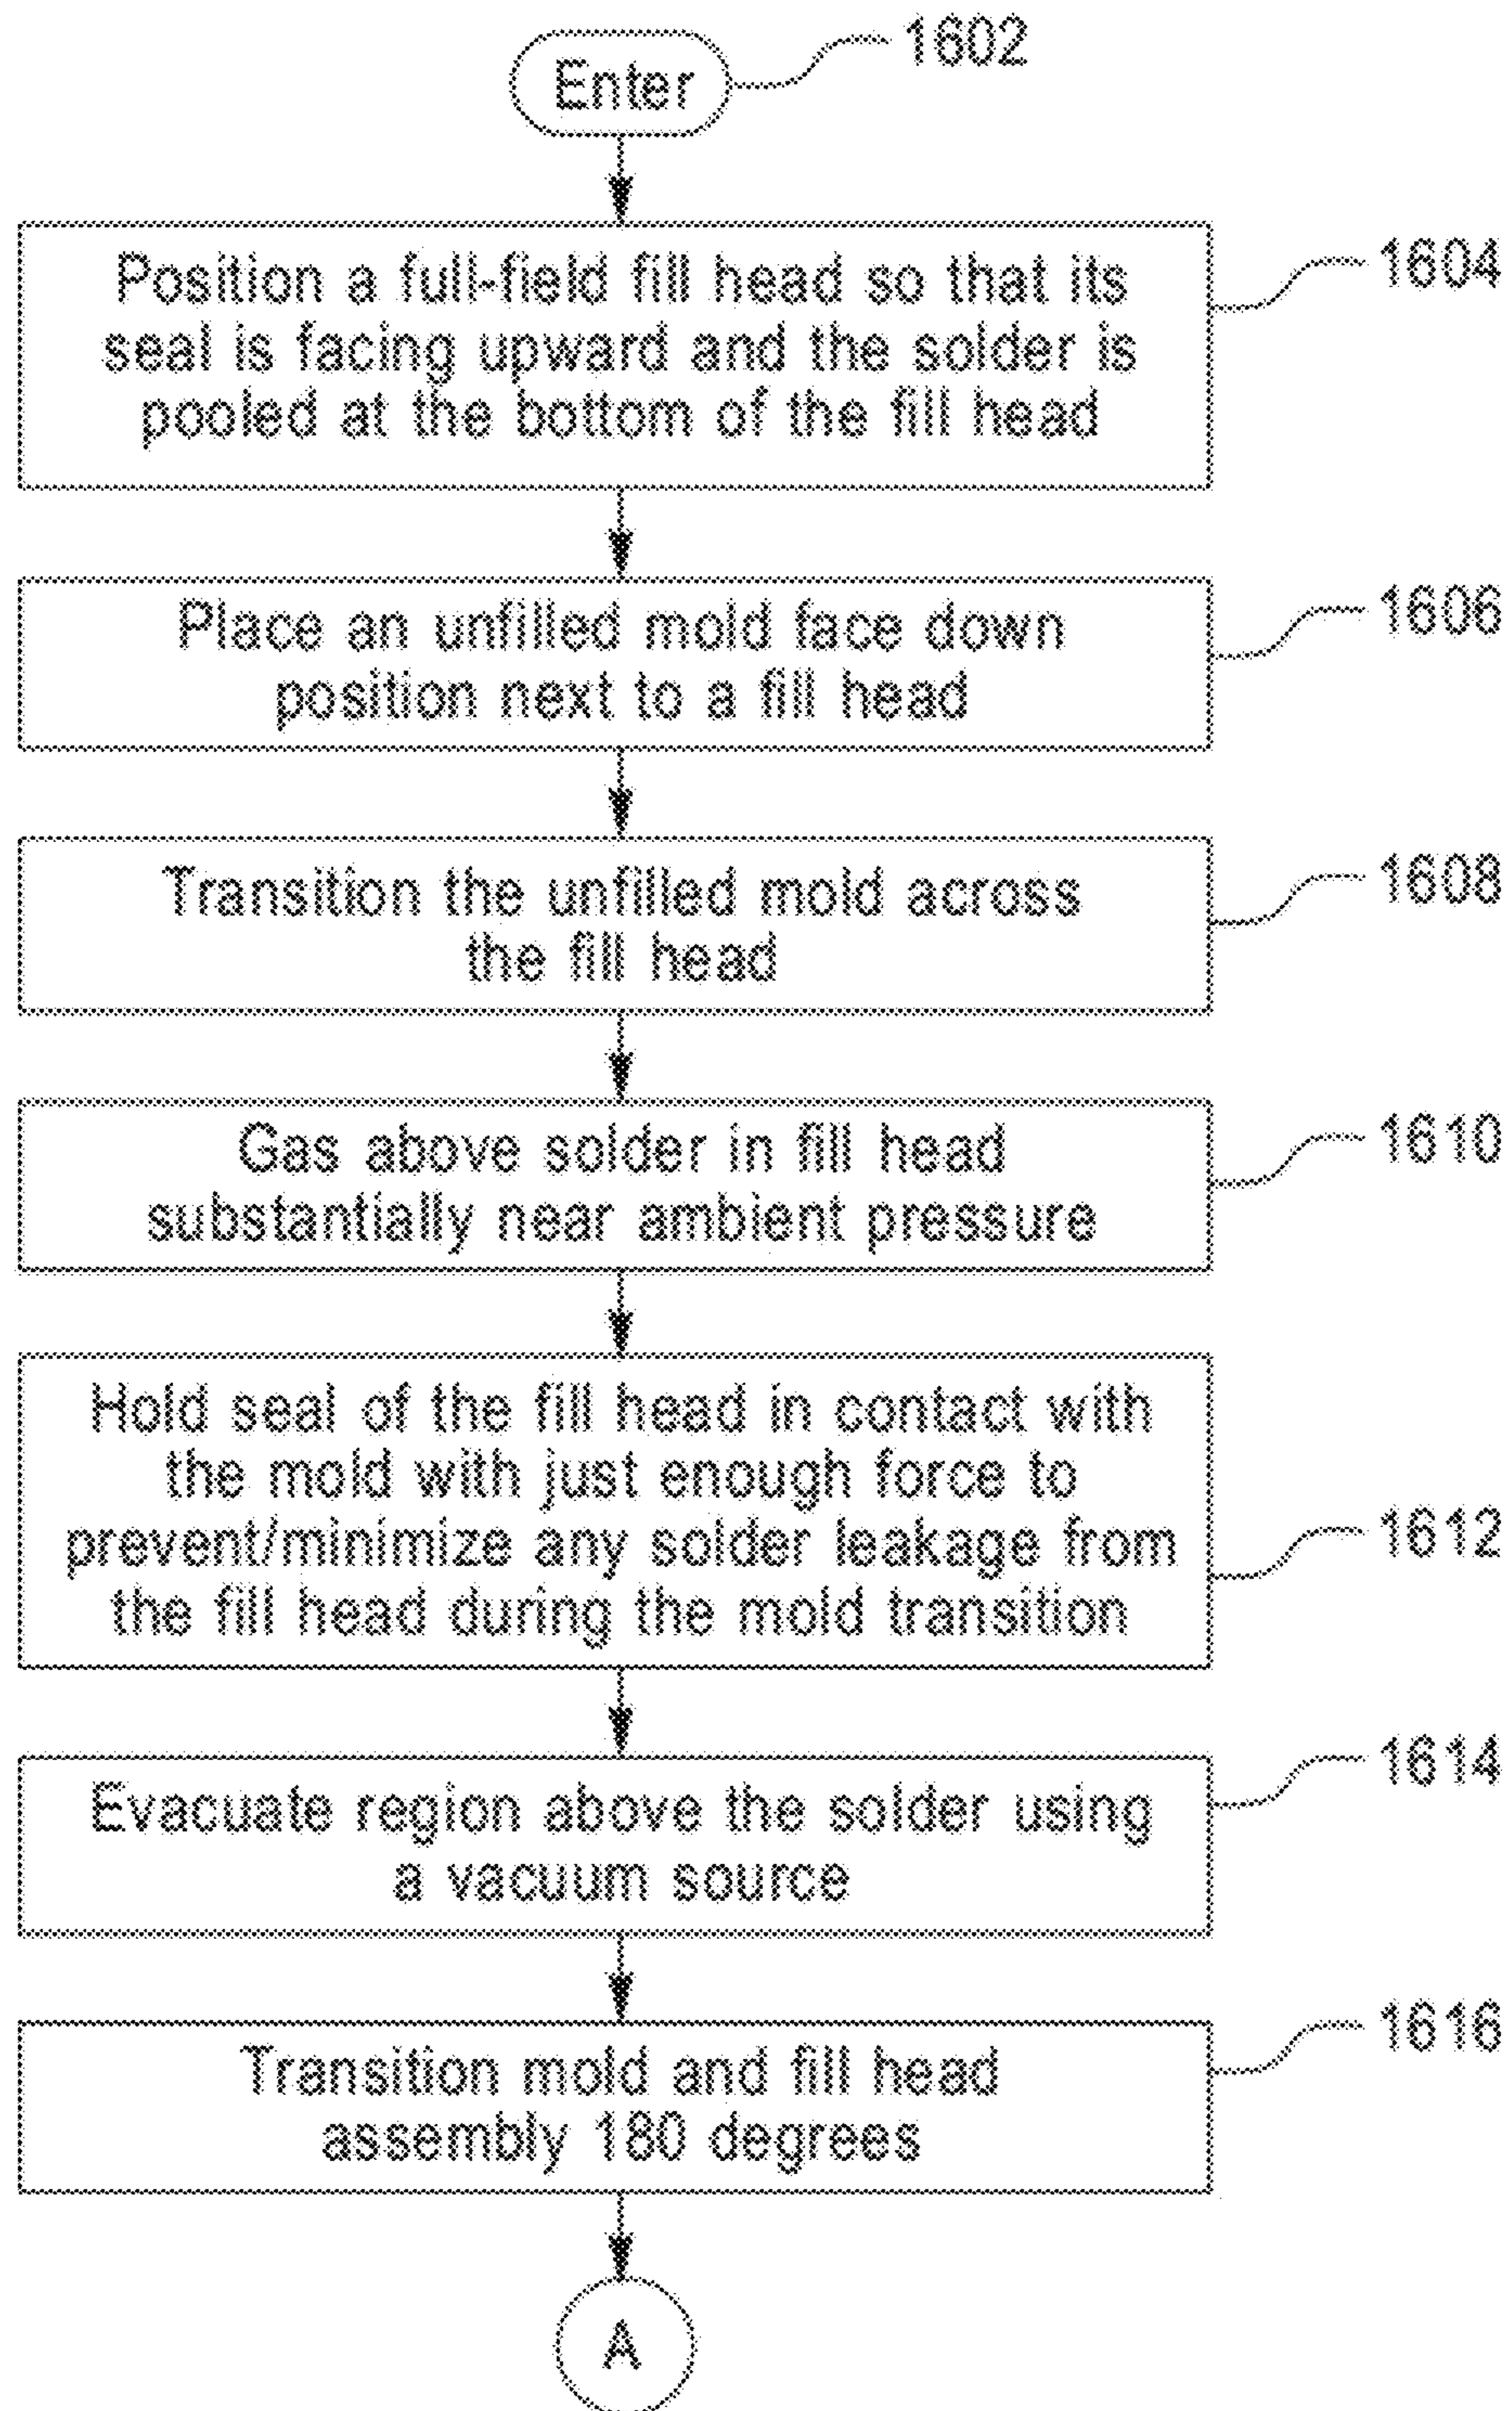 Enter
1602
Position a full-field fill head so that its
seal is facing upward and the solder is
pooled at the bottom of the fill head
1604
Place an unfilled mold face down
position next to a fill head
1606
Transition the unfilled mold across
the fill head
1608
Gas above solder in fill head
substantially near ambient pressure
1610
Hold seal of the fill head in contact with
the mold with just enough force to
prevent/minimize any solder leakage from
the fill head during the mold transition
1612
Evacuate region above the solder using
a vacuum source
1614
Transition mold and fill head
assembly 180 degrees
1616
A